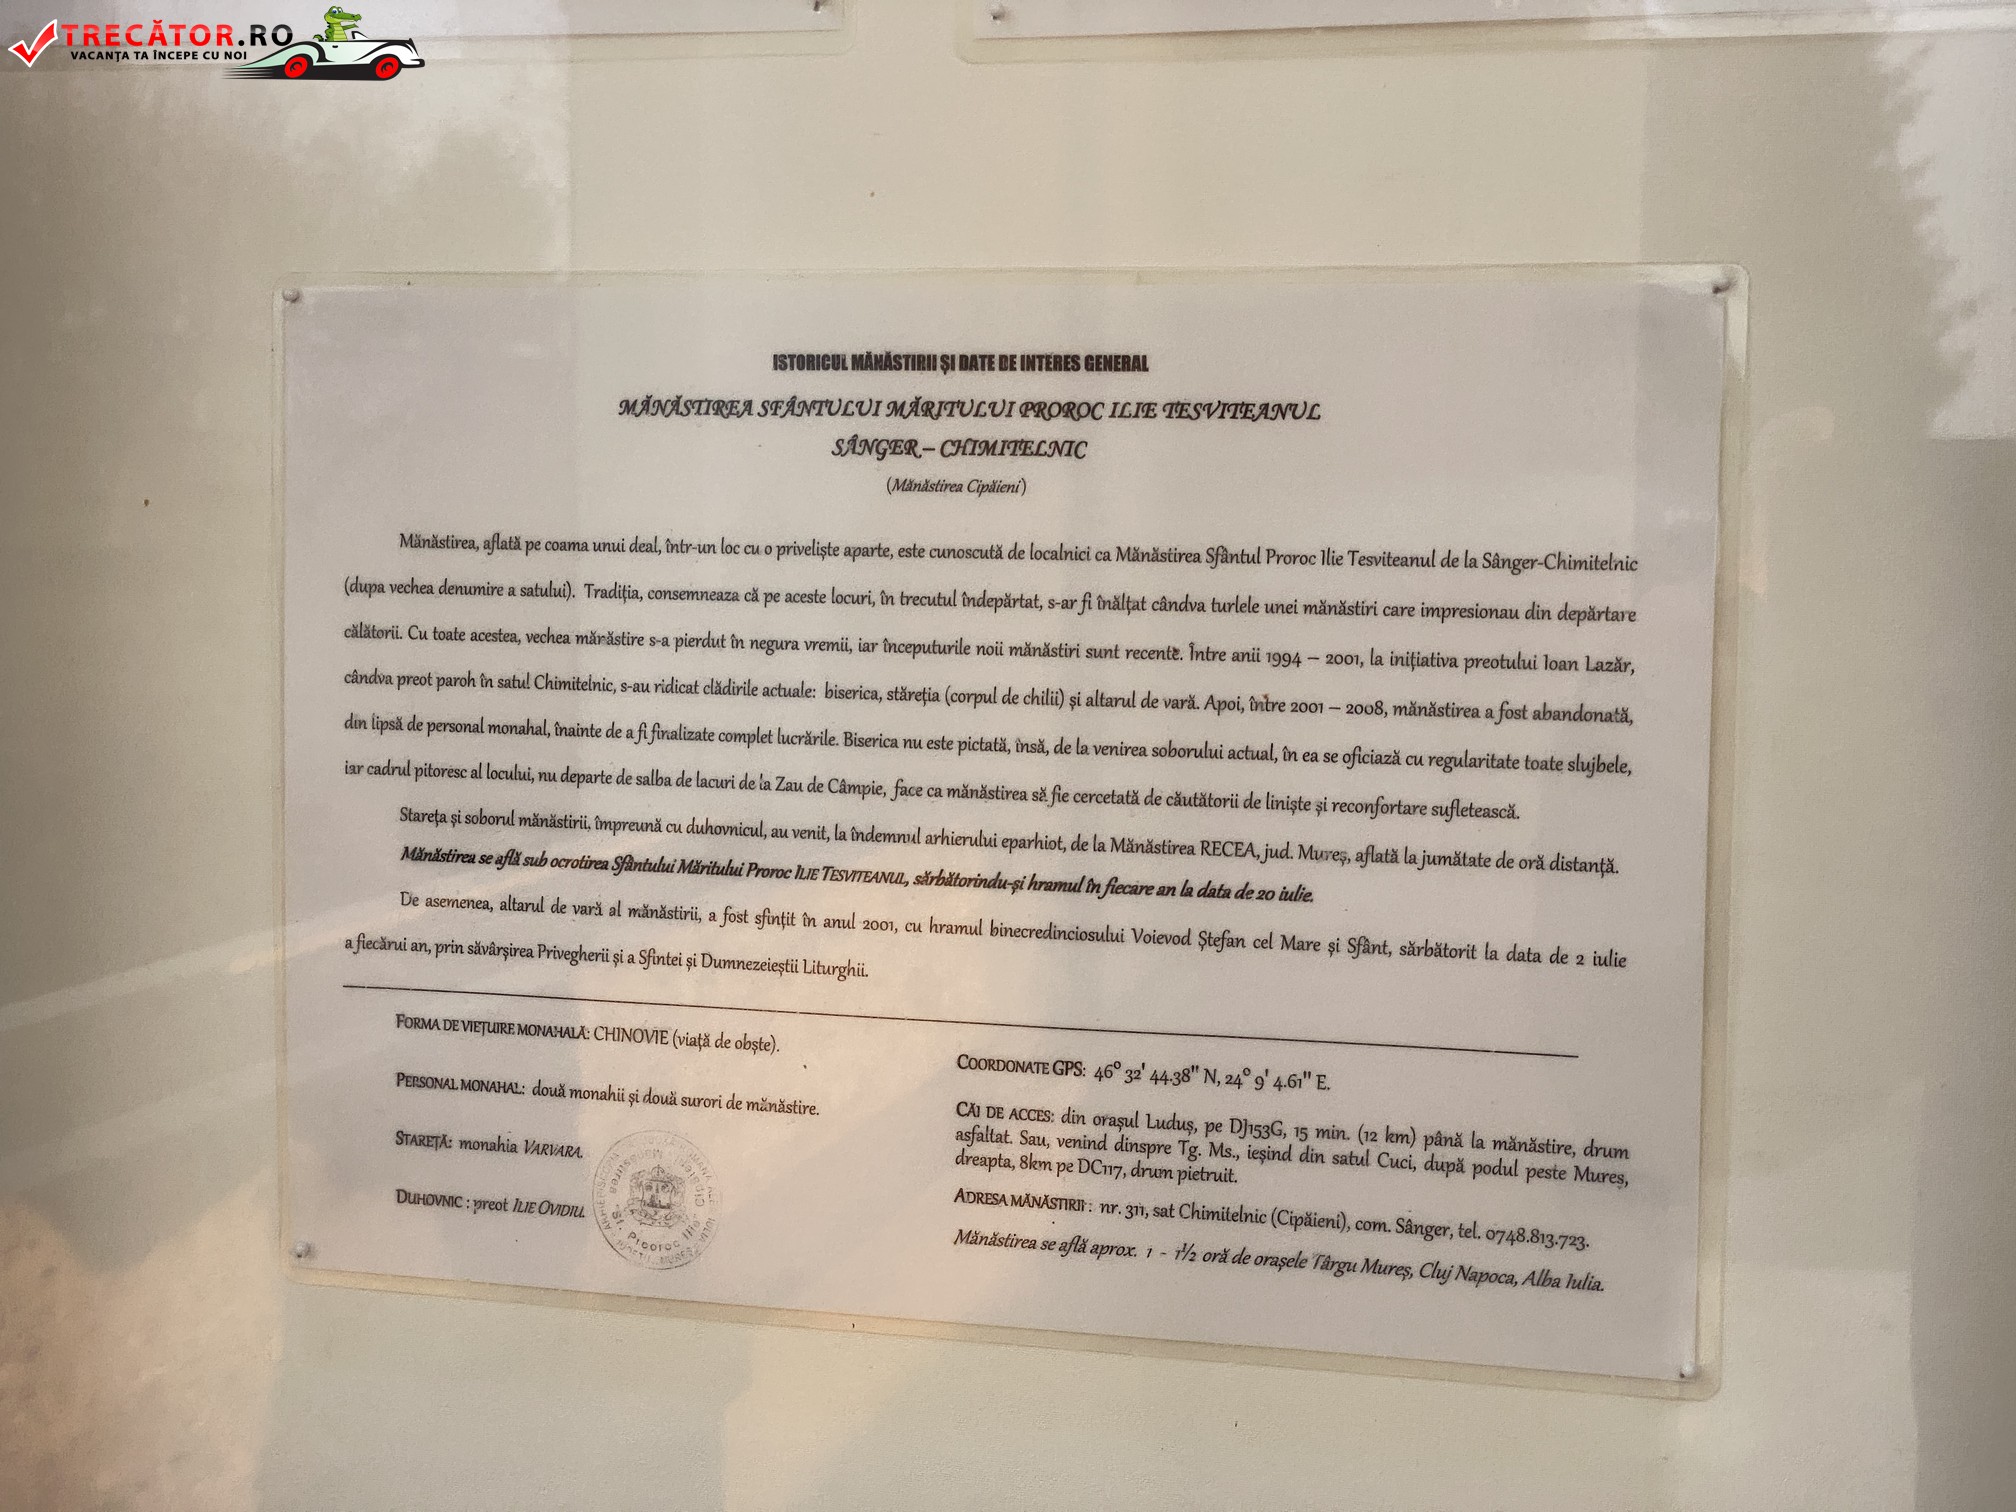 TRECĂTOR.RO
VACANȚA TA ÎNCEPE CU NOI
ISTORICUL MĂNĂSTIRII ȘI DATE DE INTERES GENERAL
MĂNĂSTIREA SFÂNTULUI MĂRITULUI PROROC ILIE TESVITEANUL
SÂNGER – CHIMITELNIC
(Mănăstirea Cipăieni)
Mănăstirea, aflată pe coama unui deal, într-un loc cu o priveliște aparte, este cunoscută de localnici ca Mănăstirea Sfântul Proroc Ilie Tesviteanul de la Sânger-Chimitelnic
(dupa vechea denumire a satului). Tradiția, consemneaza că pe aceste locuri, în trecutul îndepărtat, s-ar fi înălțat cândva turlele unei mănăstiri care impresionau din depărtare
călătorii. Cu toate acestea, vechea mănăstire s-a pierdut în negura vremii, iar începuturile noii mănăstiri sunt recente. Între anii 1994 – 2001, la inițiativa preotului Ioan Lazăr,
cândva preot paroh în satul Chimitelnic, s-au ridicat clădirile actuale: biserica, stăreția (corpul de chilii) și altarul de vară. Apoi, între 2001 – 2008, mănăstirea a fost abandonată,
din lipsă de personal monahal, înainte de a fi finalizate complet lucrările. Biserica nu este pictată, însă, de la venirea soborului actual, în ea se oficiază cu regularitate toate slujbele,
iar cadrul pitoresc al locului, nu departe de salba de lacuri de la Zau de Câmpie, face ca mănăstirea să fie cercetată de căutătorii de liniște și reconfortare sufletească.
Stareța și soborul mănăstirii, împreună cu duhovnicul, au venit, la îndemnul arhierului eparhiot, de la Mănăstirea RECEA, jud. Mureș, aflată la jumătate de oră distanță.
Mănăstirea se află sub ocrotirea Sfântului Măritului Proroc ILIE TESVITEANUL, sărbătorindu-și hramul în fiecare an la data de 20 iulie.
De asemenea, altarul de vară al mănăstirii, a fost sfințit în anul 2001, cu hramul binecredinciosului Voievod Ștefan cel Mare și Sfânt, sărbătorit la data de 2 iulie
a fiecărui an, prin săvârșirea Privegherii și a Sfintei și Dumnezeieștii Liturghii.
FORMA DE VIEȚUIRE MONAHALĂ: CHINOVIE (viață de obște).
PERSONAL MONAHAL: două monahii și două surori de mănăstire.
STAREȚĂ: monahia VARVARA.
DUHOVNIC : preot ILIE OVIDIU.
COORDONATE GPS: 46° 32' 44.38" N, 24° 9' 4.61" E.
CĂI DE ACCES: din orașul Luduș, pe DJ153G, 15 min. (12 km) până la mănăstire, drum
asfaltat. Sau, venind dinspre Tg. Ms., ieșind din satul Cuci, după podul peste Mureș,
dreapta, 8km pe DC117, drum pietruit.
ADRESA MĂNĂSTIRII : nr. 311, sat Chimitelnic (Cipăieni), com. Sânger, tel. 0748.813.723.
Mănăstirea se află aprox. 1 - 1½ oră de orașele Târgu Mureș, Cluj Napoca, Alba Iulia.